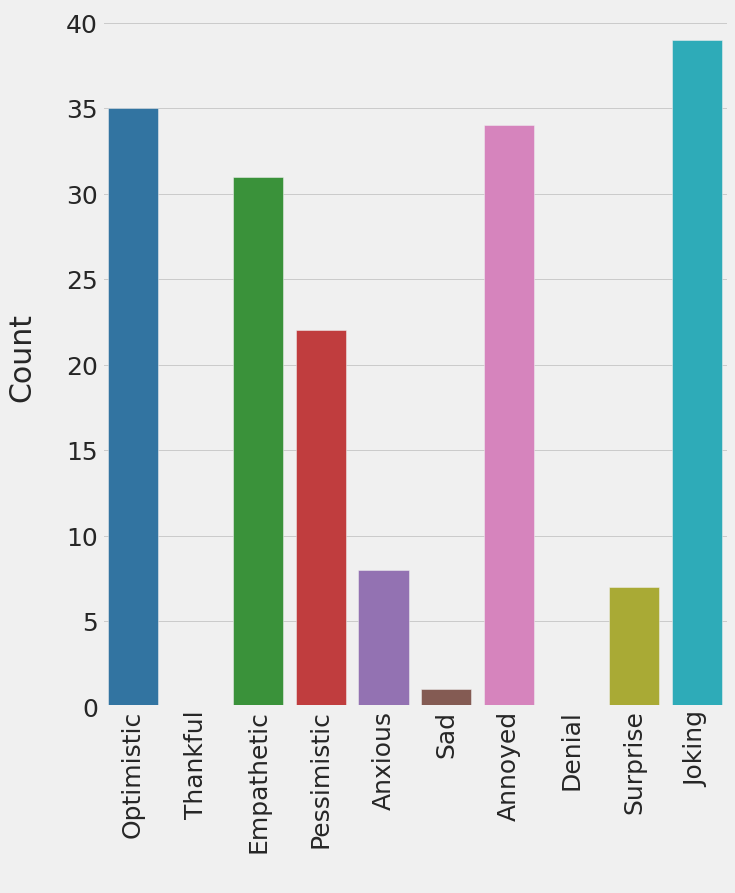 40
35
30
25
20
15
10
5
0
Count
Optimistic
Thankful
Empathetic
Pessimistic
Anxious
Sad
Annoyed
Denial
Surprise
Joking